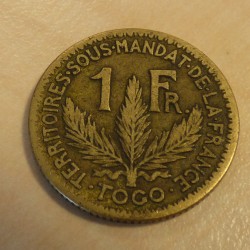 TERRITOIRES·SOUS·MANDAT·DE·LA·FRANCE
1 FR
·TOGO·